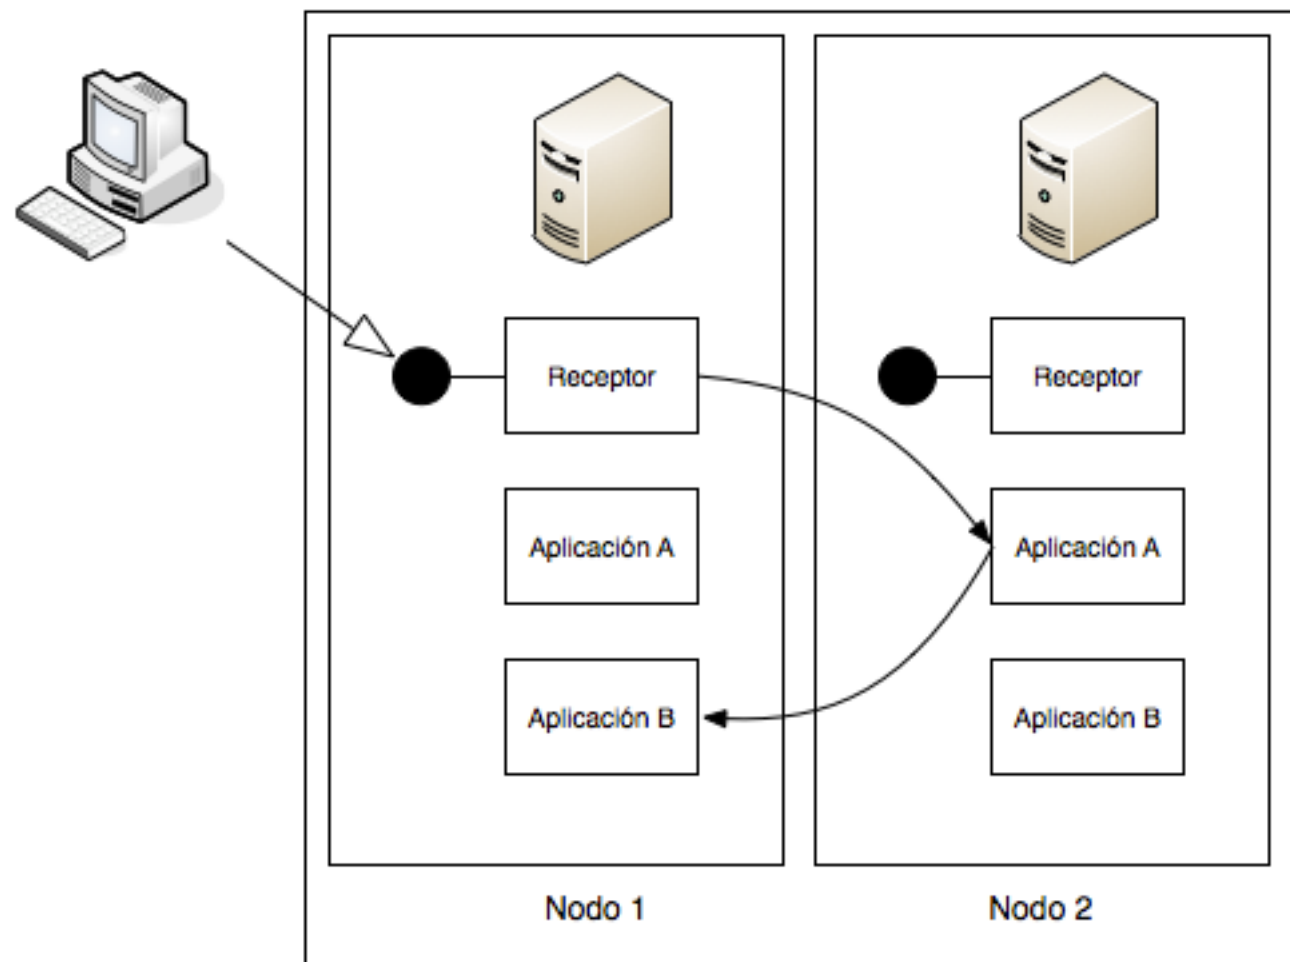 Receptor
Receptor
Aplicación A
Aplicación A
Aplicación B
Aplicación B
Nodo 1
Nodo 2